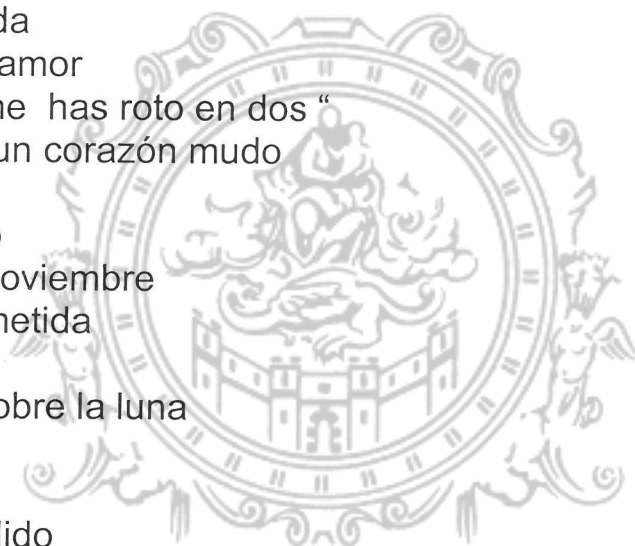 da
amor
ne has roto en dos “
un corazón mudo
o
oviembre
netida
obre la luna
lido